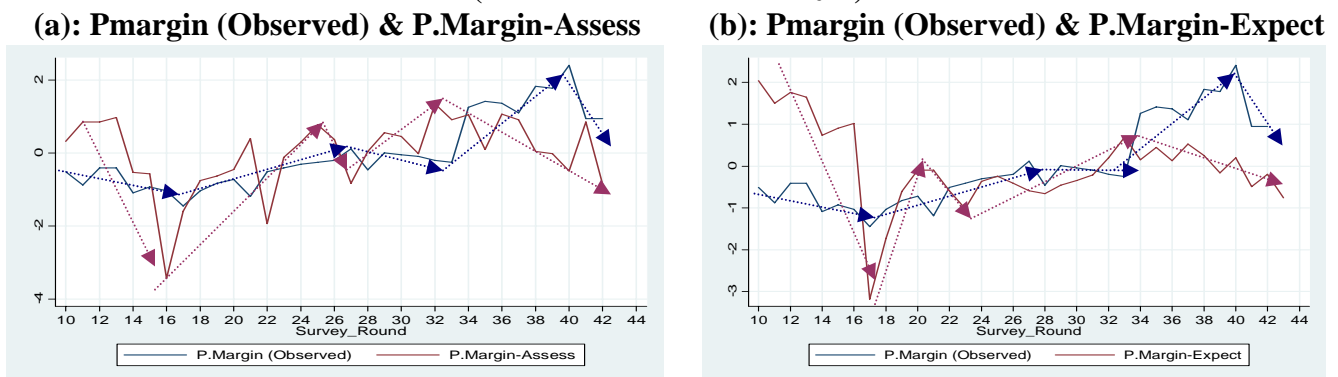 (a): Pmargin (Observed) & P.Margin-Assess
2
0
-2
-4
10 12 14 16 18 20 22 24 26 28 30 32 34 36 38 40 42 44
Survey_Round
P.Margin (Observed) P.Margin-Assess
(b): Pmargin (Observed) & P.Margin-Expect
2
1
0
-1
-2
-3
10 12 14 16 18 20 22 24 26 28 30 32 34 36 38 40 42 44
Survey_Round
P.Margin (Observed) P.Margin-Expect